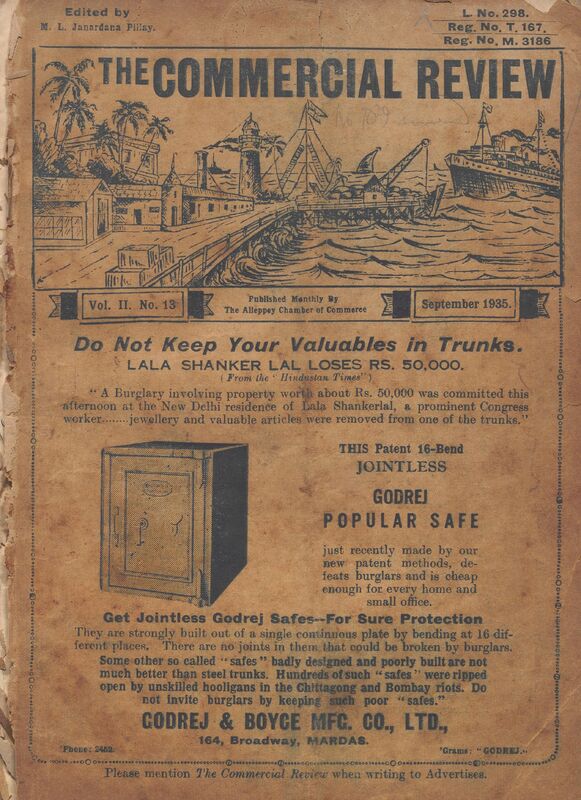 Edited by
M. L. Janardana Pillay.
L. No. 298.
Reg. No. T. 167.
Reg. No. M. 3186
THE COMMERCIAL REVIEW
Vol. II. No. 13
Published Monthly By
The Alleppey Chamber of Commerce
September 1935.
Do Not Keep Your Valuables in Trunks.
LALA SHANKER LAL LOSES RS. 50,000.
(From the ‘Hindustan Times”)
“ A Burglary involving property worth about Rs. 50,000 was committed this
afternoon at the New Delhi residence of Lala Shankerlal, a prominent Congress
worker........jewellery and valuable articles were removed from one of the trunks.”
THIS Patent 16-Bend
JOINTLESS
GODREJ
POPULAR SAFE
just recently made by our
new patent methods, de-
feats burglars and is cheap
enough for every home and
small office.
Get Jointless Godrej Safes--For Sure Protection
They are strongly built out of a single continuous plate by bending at 16 dif-
ferent places. There are no joints in them that could be broken by burglars.
Some other so called “safes” badly designed and poorly built are not
much better than steel trunks. Hundreds of such “safes” were ripped
open by unskilled hooligans in the Chittagong and Bombay riots. Do
not invite burglars by keeping such poor “safes.”
GODREJ & BOYCE MFG. CO., LTD.,
164, Broadway, MARDAS.
'Phone: 2452.
'Grams: “GODREJ.”
Please mention The Commercial Review when writing to Advertises.